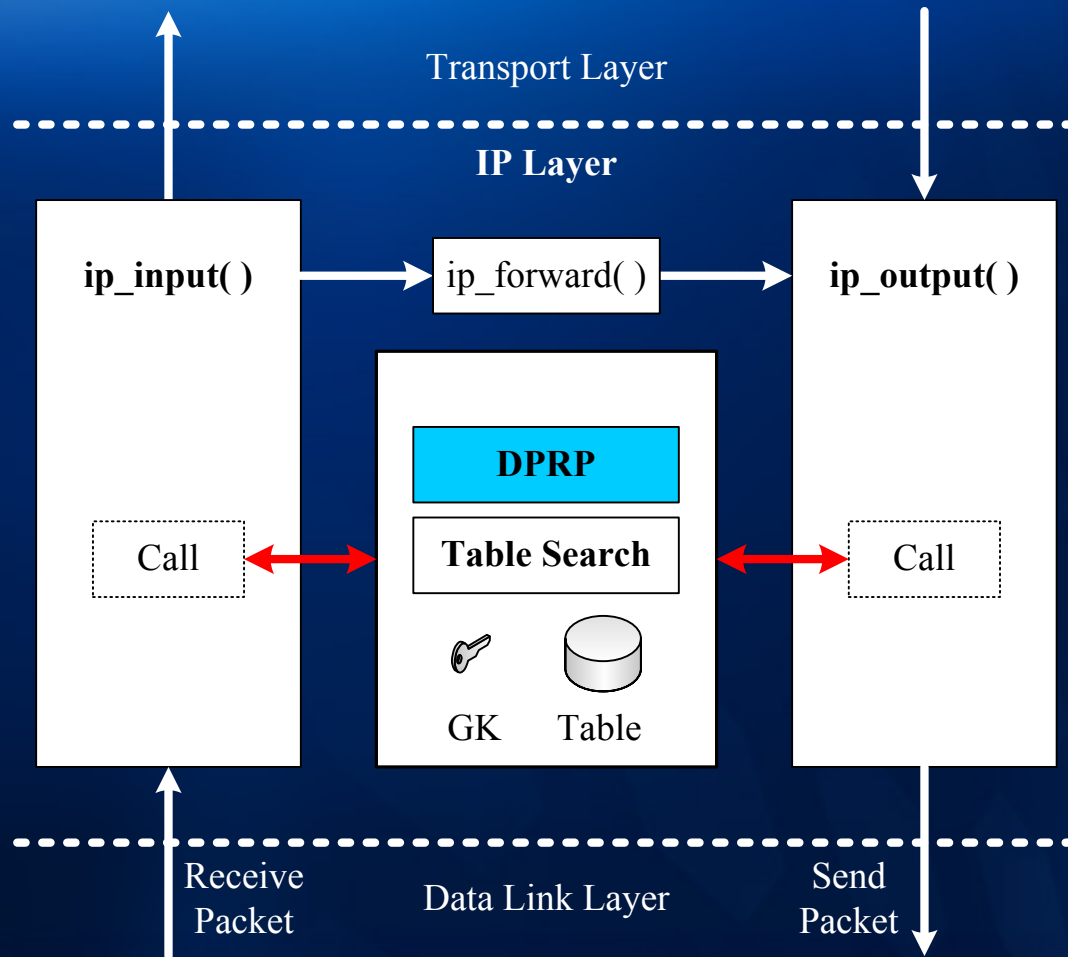 Transport Layer
IP Layer
ip_input( )
ip_forward( )
ip_output( )
DPRP
Call
Table Search
Call
GK
Table
Receive
Packet
Data Link Layer
Send
Packet